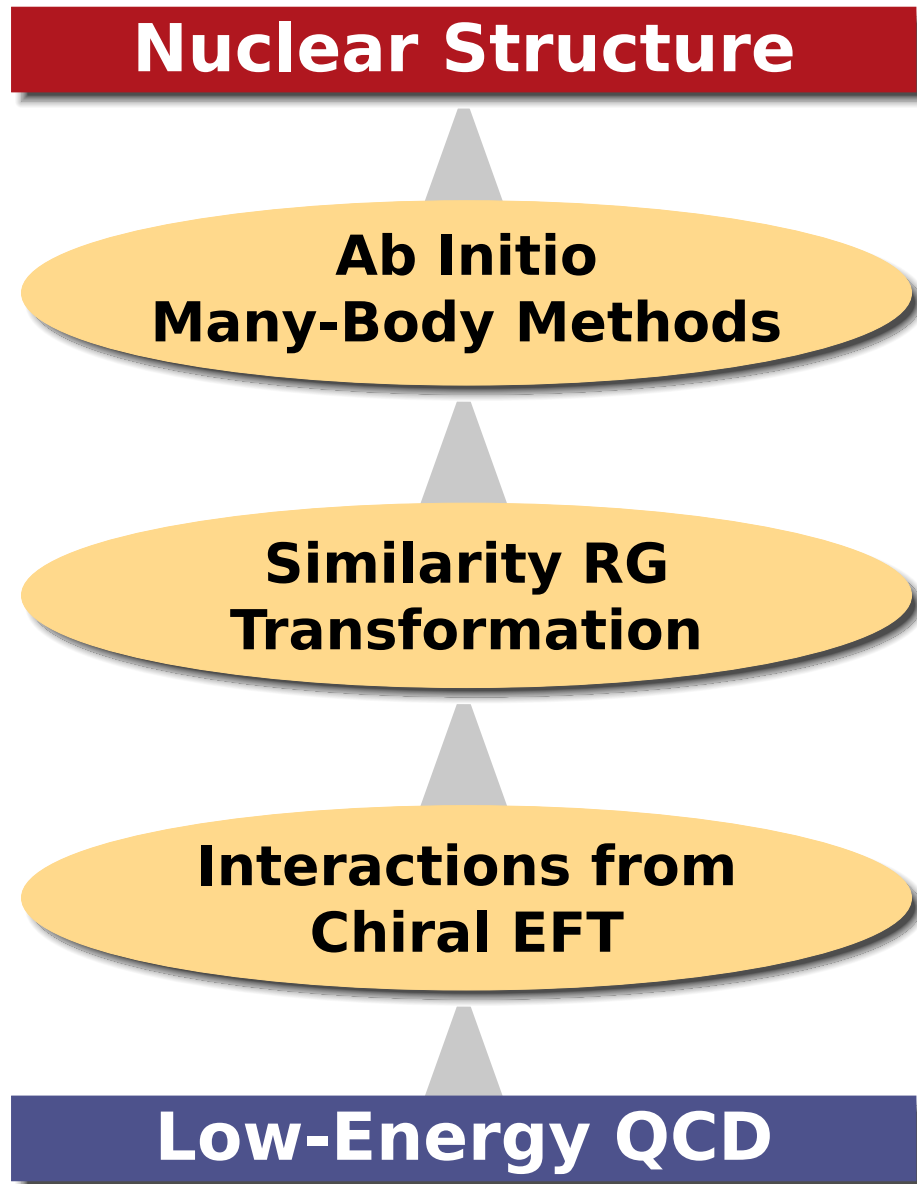 Nuclear Structure
Ab Initio
Many-Body Methods
Similarity RG
Transformation
Interactions from
Chiral EFT
Low-Energy QCD